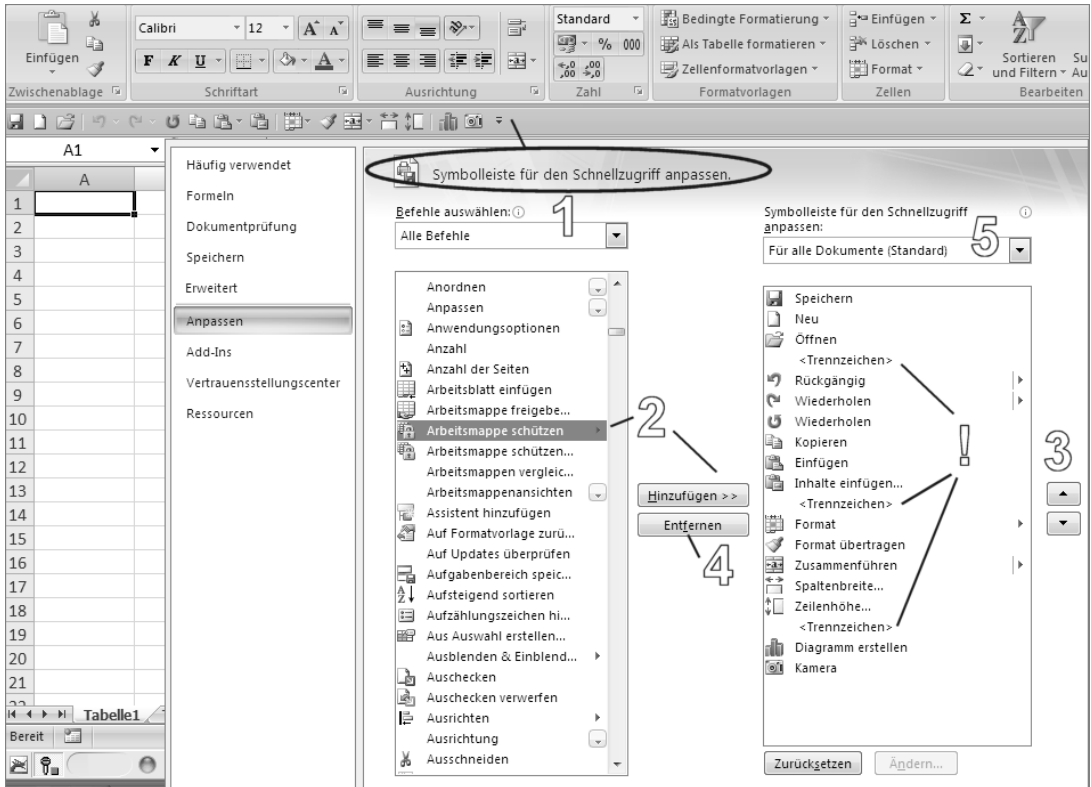 Calibri
12
A A
Standard
Bedingte Formatierung
Einfügen
Σ
A
Z
Einfügen
F K U
A
% 000
Als Tabelle formatieren
Löschen
Sortieren Su
und Filtern Au
,0 ,00
,00 ,0
Zellenformatvorlagen
Format
Zwischenablage
Schriftart
Ausrichtung
Zahl
Formatvorlagen
Zellen
Bearbeiten
A1
A
1
2
3
4
5
6
7
8
9
10
11
12
13
14
15
16
17
18
19
20
21
Tabelle1
Bereit
Häufig verwendet
Formeln
Dokumentprüfung
Speichern
Erweitert
Anpassen
Add-Ins
Vertrauensstellungscenter
Ressourcen
Symbolleiste für den Schnellzugriff anpassen.
Befehle auswählen:
1
Alle Befehle
Anordnen
Anpassen
Anwendungsoptionen
Anzahl
Anzahl der Seiten
Arbeitsblatt einfügen
Arbeitsmappe freigebe...
Arbeitsmappe schützen
Arbeitsmappe schützen...
Arbeitsmappen vergleic...
Arbeitsmappenansichten
Assistent hinzufügen
Auf Formatvorlage zurü...
Auf Updates überprüfen
Aufgabenbereich speic...
Aufsteigend sortieren
Aufzählungszeichen hi...
Aus Auswahl erstellen...
Ausblenden & Einblend...
Auschecken
Auschecken verwerfen
Ausrichten
Ausrichtung
Ausschneiden
2
Hinzufügen >>
Entfernen
4
Symbolleiste für den Schnellzugriff
anpassen:
5
Für alle Dokumente (Standard)
Speichern
Neu
Öffnen
<Trennzeichen>
Rückgängig
Wiederholen
Wiederholen
Kopieren
Einfügen
Inhalte einfügen...
<Trennzeichen>
Format
Format übertragen
Zusammenführen
Spaltenbreite...
Zeilenhöhe...
<Trennzeichen>
Diagramm erstellen
Kamera
!
3
Zurücksetzen
Ändern...